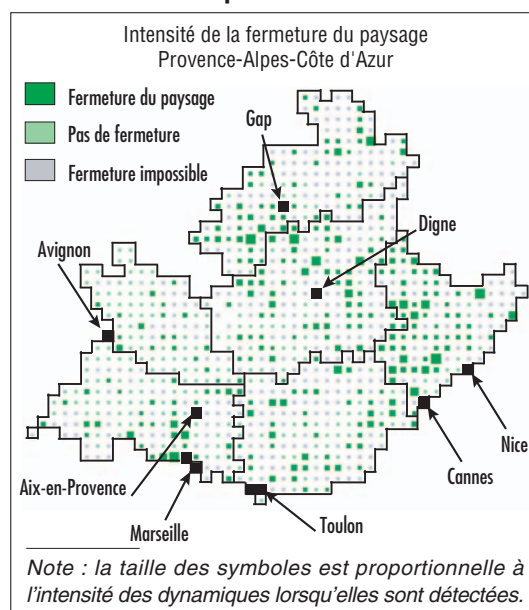 Intensité de la fermeture du paysage
Provence-Alpes-Côte d'Azur
Fermeture du paysage
Pas de fermeture
Fermeture impossible
Gap
Digne
Avignon
Nice
Cannes
Aix-en-Provence
Toulon
Marseille
Note : la taille des symboles est proportionnelle à
l'intensité des dynamiques lorsqu'elles sont détectées.